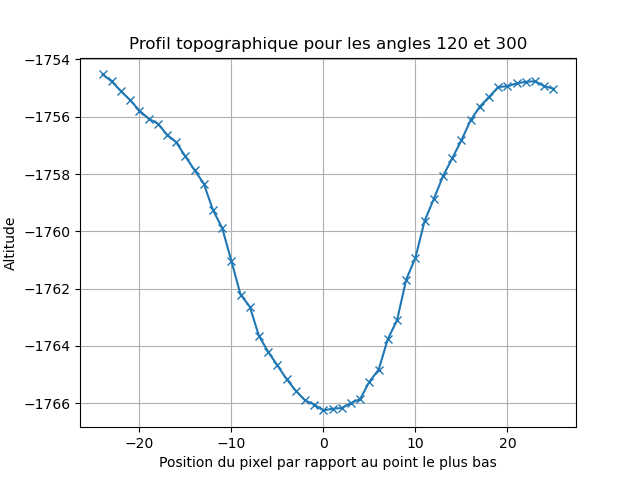 Profil topographique pour les angles 120 et 300
−1754
−1756
−1758
−1760
−1762
−1764
−1766
Altitude
−20 −10 0 10 20
Position du pixel par rapport au point le plus bas